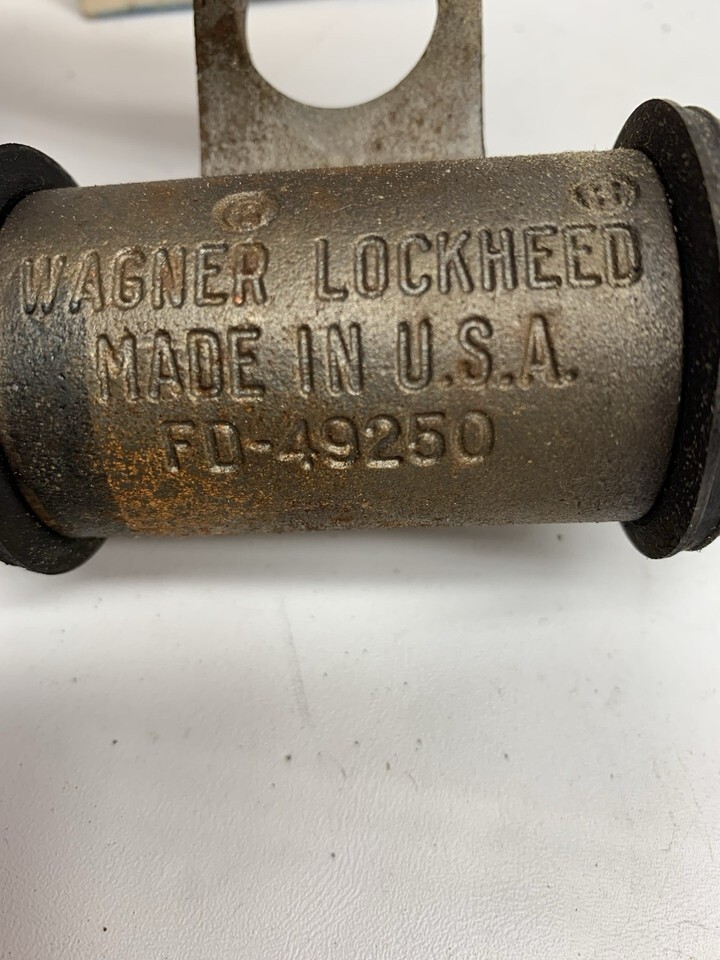 WAGNER LOCKHEED
MADE IN U.S.A.
FD-49250